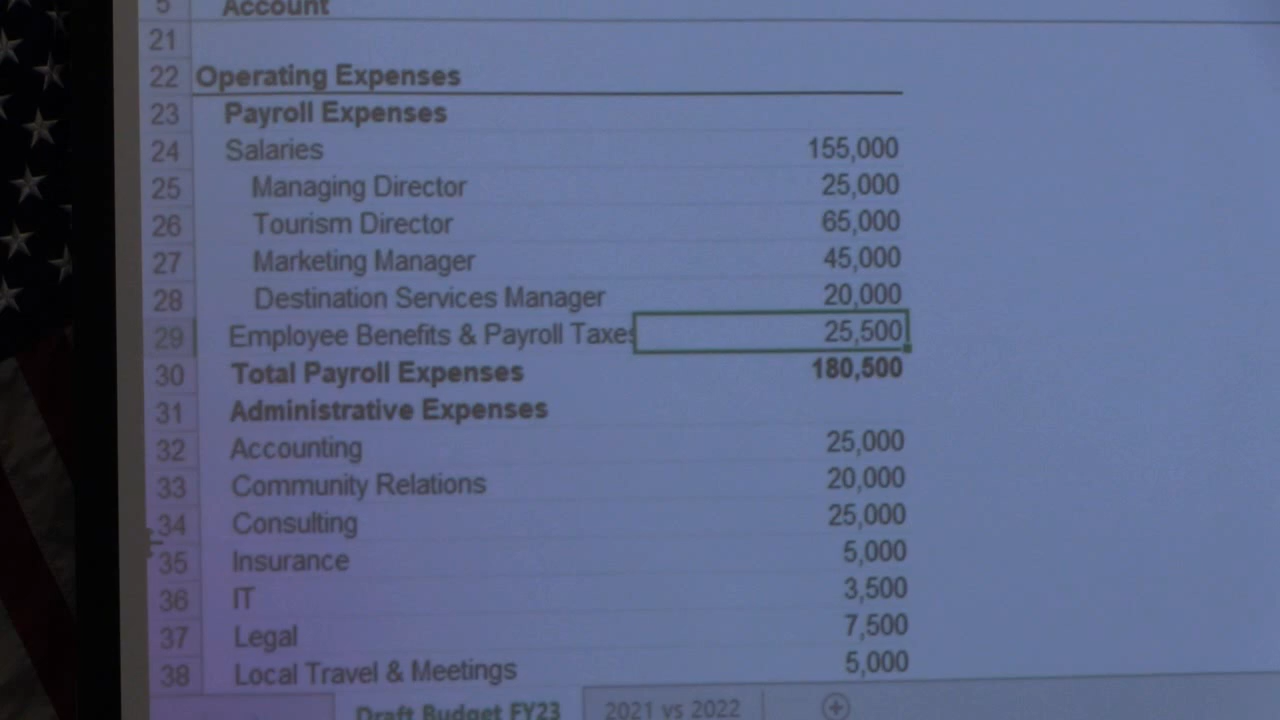 5 Account
21
22 Operating Expenses
23 Payroll Expenses
24 Salaries 155,000
25 Managing Director 25,000
26 Tourism Director 65,000
27 Marketing Manager 45,000
28 Destination Services Manager 20,000
29 Employee Benefits & Payroll Taxes 25,500
30 Total Payroll Expenses 180,500
31 Administrative Expenses
32 Accounting 25,000
33 Community Relations 20,000
34 Consulting 25,000
35 Insurance 5,000
36 IT 3,500
37 Legal 7,500
38 Local Travel & Meetings 5,000
Draft Budget FY23 2021 vs 2022